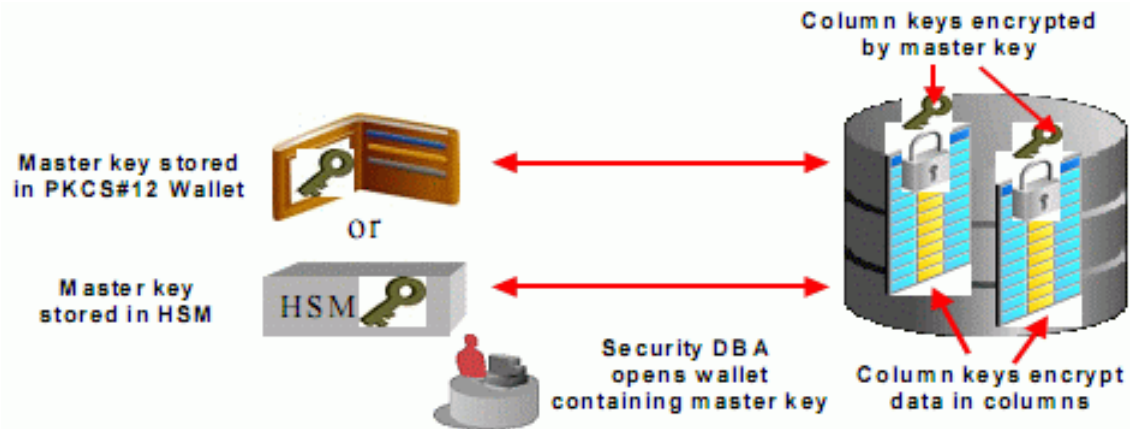 Column keys encrypted
by master key
Master key stored
in PKCS#12 Wallet
or
Master key
stored in HSM
HSM
Security DBA
opens wallet
containing master key
Column keys encrypt
data in columns